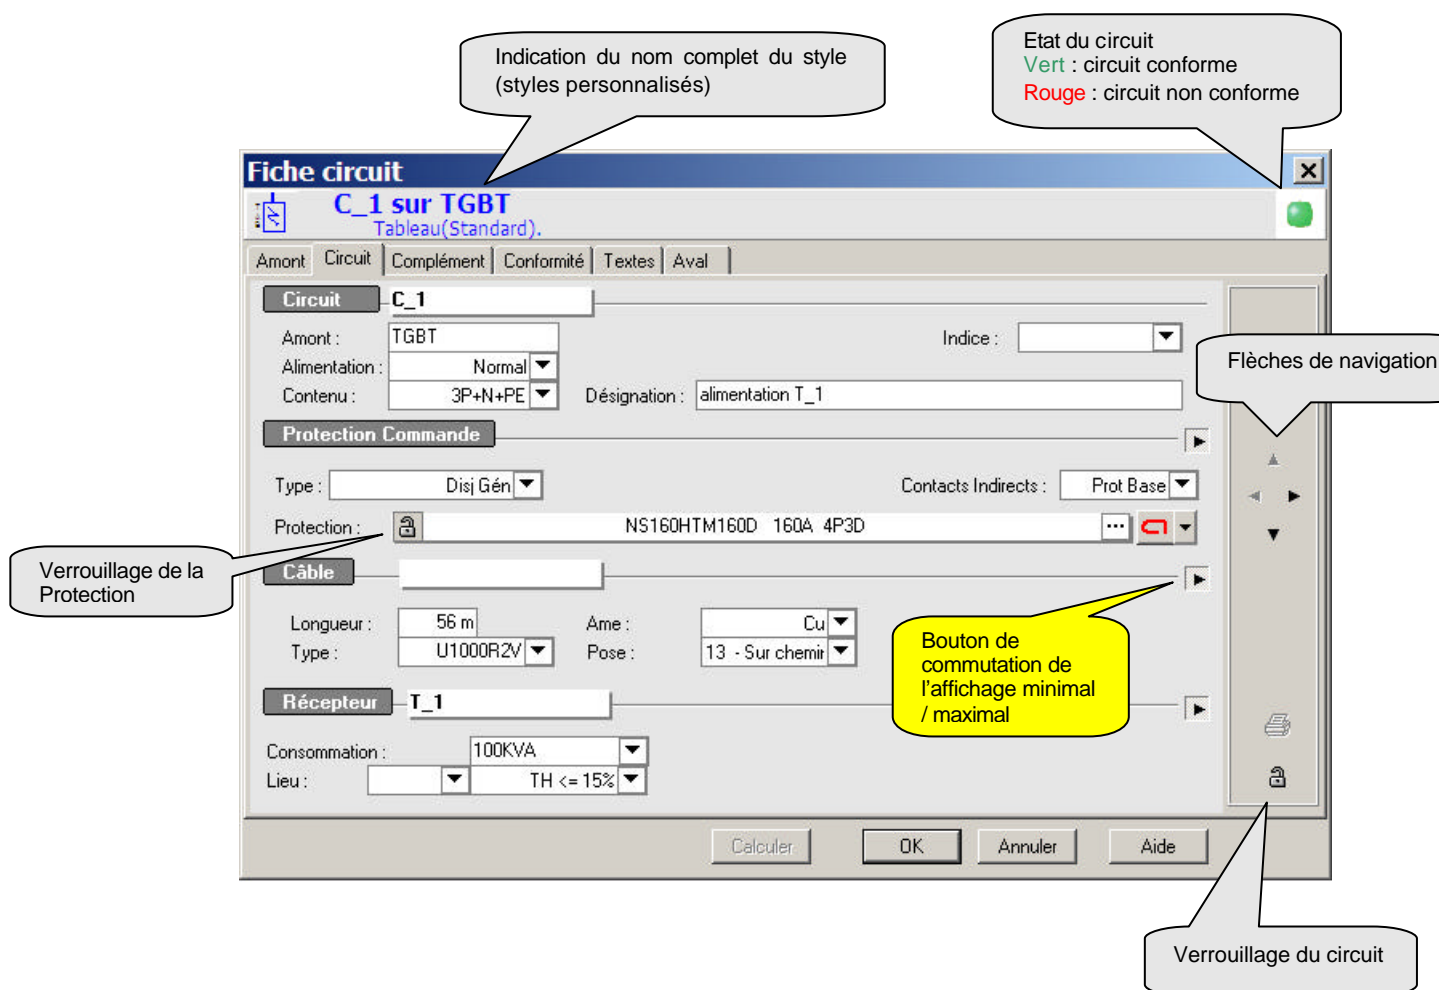 Indication du nom complet du style
(styles personnalisés)
Etat du circuit
Vert : circuit conforme
Rouge : circuit non conforme
Fiche circuit
C_1 sur TGBT
Tableau(Standard).
Amont Circuit Complément Conformité Textes Aval
Circuit C_1
Amont : TGBT Indice :
Alimentation : Normal
Contenu : 3P+N+PE Désignation : alimentation T_1
Flèches de navigation
Protection Commande
Type : Disj Gén Contacts Indirects : Prot Base
Protection : NS160HTM160D 160A 4P3D ...
Verrouillage de la
Protection
Câble
Longueur : 56 m Ame : Cu
Type : U1000R2V Pose : 13 - Sur chemir
Bouton de
commutation de
l'affichage minimal
/ maximal
Récepteur T_1
Consommation : 100KVA
Lieu : TH <= 15%
Calculer OK Annuler Aide
Verrouillage du circuit